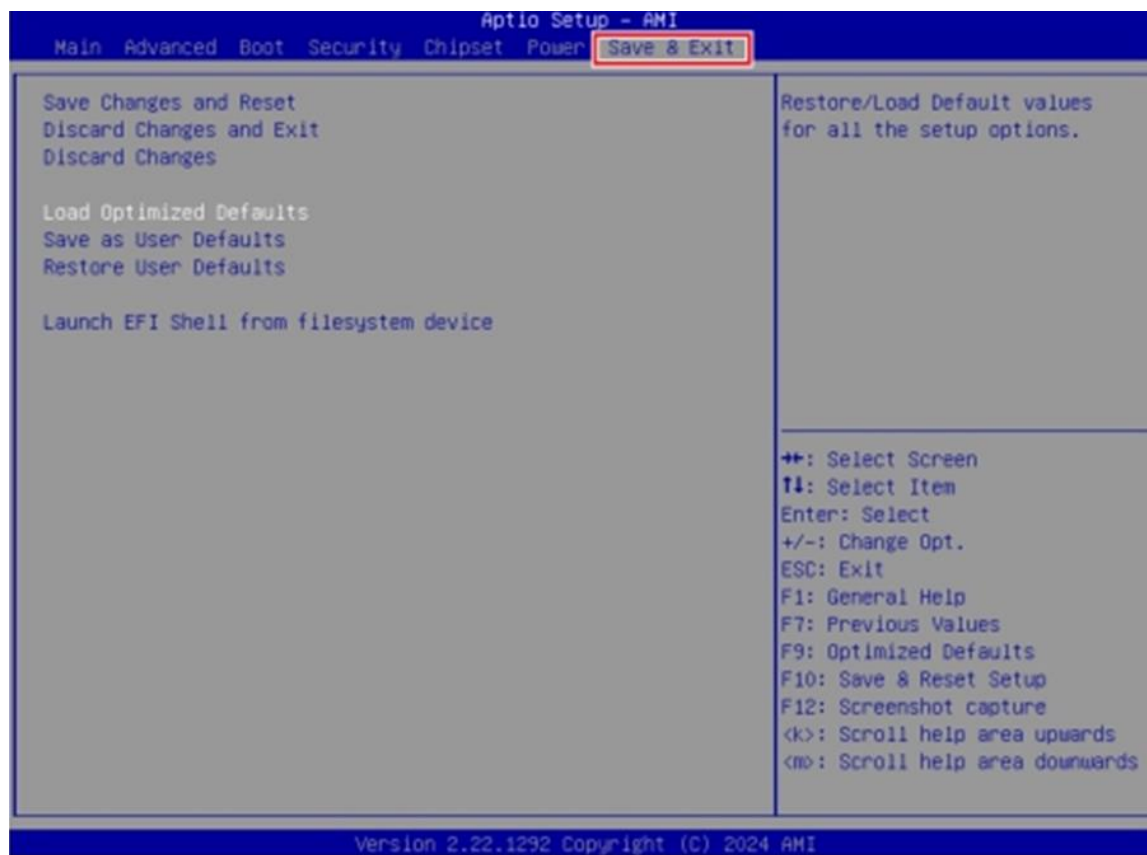 Aptio Setup – AMI
Main Advanced Boot Security Chipset Power Save & Exit
Save Changes and Reset
Discard Changes and Exit
Discard Changes
Load Optimized Defaults
Save as User Defaults
Restore User Defaults
Launch EFI Shell from filesystem device
Restore/Load Default values
for all the setup options.
→←: Select Screen
↑↓: Select Item
Enter: Select
+/-: Change Opt.
ESC: Exit
F1: General Help
F7: Previous Values
F9: Optimized Defaults
F10: Save & Reset Setup
F12: Screenshot capture
<k>: Scroll help area upwards
<m>: Scroll help area downwards
Version 2.22.1292 Copyright (C) 2024 AMI